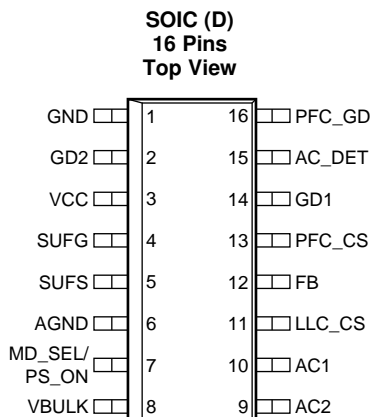 SOIC (D)
16 Pins
Top View
GND 1 16 PFC_GD
GD2 2 15 AC_DET
VCC 3 14 GD1
SUFG 4 13 PFC_CS
SUFS 5 12 FB
AGND 6 11 LLC_CS
MD_SEL/
PS_ON 7 10 AC1
VBULK 8 9 AC2